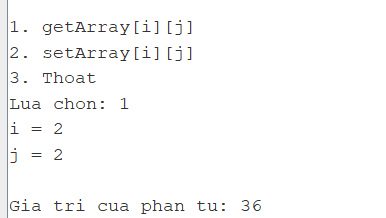 1. getArray[i][j]
2. setArray[i][j]
3. Thoat
Lua chon: 1
i = 2
j = 2
Gia tri cua phan tu: 36